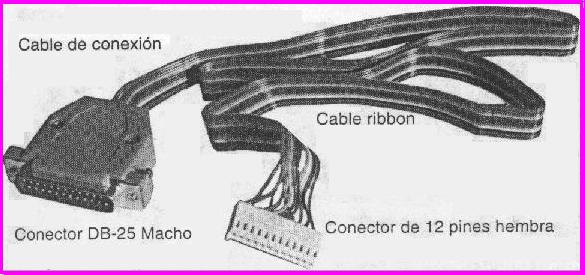 Cable de conexión
Cable ribbon
Conector de 12 pines hembra
Conector DB-25 Macho